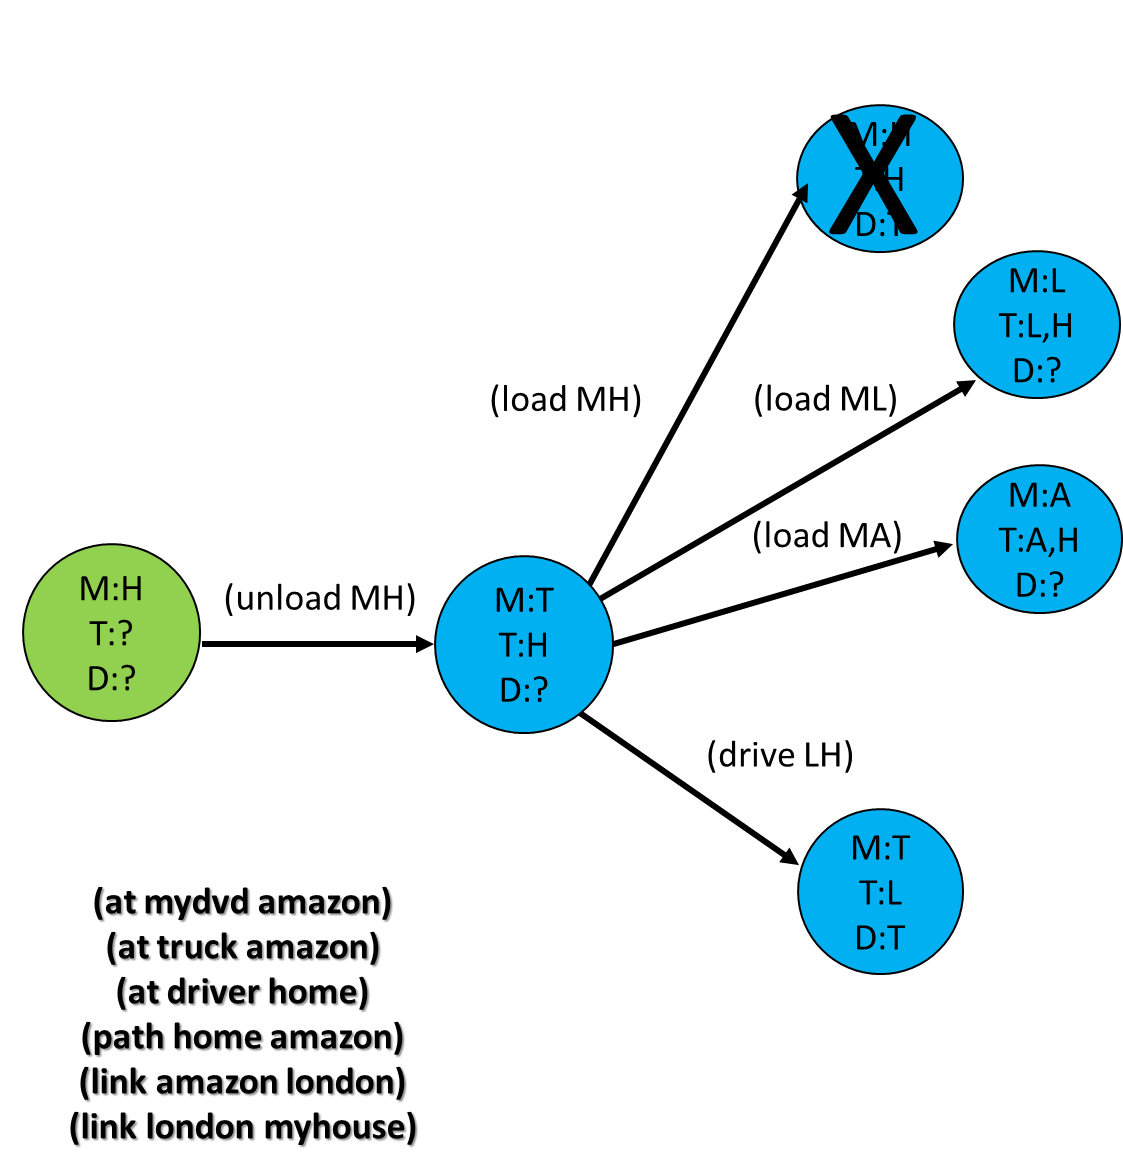 M:H
D:?
M:L
T:L,H
D:?
(load MH)
(load ML)
M:A
T:A,H
D:?
(load MA)
M:H
T:?
D:?
(unload MH)
M:T
T:H
D:?
(drive LH)
M:T
T:L
D:T
(at mydvd amazon)
(at truck amazon)
(at driver home)
(path home amazon)
(link amazon london)
(link london myhouse)